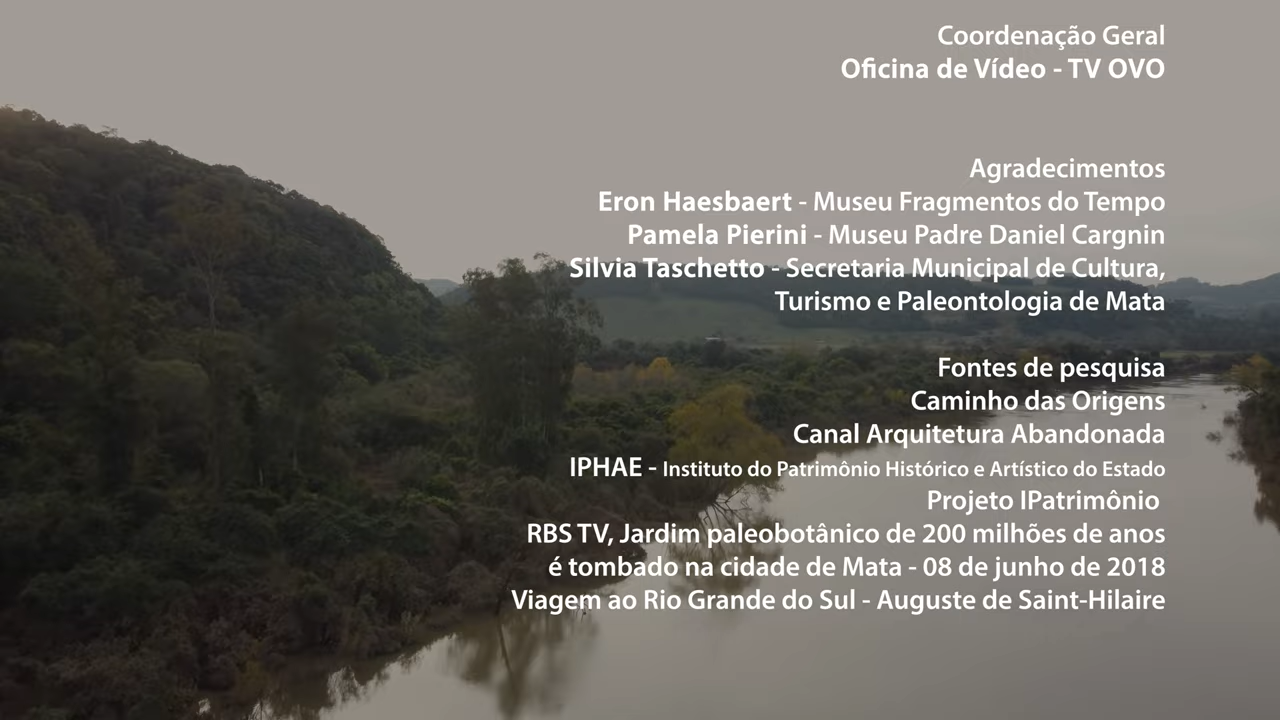 Coordenação Geral
Oficina de Vídeo - TV OVO
Agradecimentos
Eron Haesbaert - Museu Fragmentos do Tempo
Pamela Pierini - Museu Padre Daniel Cargnin
Silvia Taschetto - Secretaria Municipal de Cultura,
Turismo e Paleontologia de Mata
Fontes de pesquisa
Caminho das Origens
Canal Arquitetura Abandonada
IPHAE - Instituto do Patrimônio Histórico e Artístico do Estado
Projeto IPatrimônio
RBS TV, Jardim paleobotânico de 200 milhões de anos
é tombado na cidade de Mata - 08 de junho de 2018
Viagem ao Rio Grande do Sul - Auguste de Saint-Hilaire